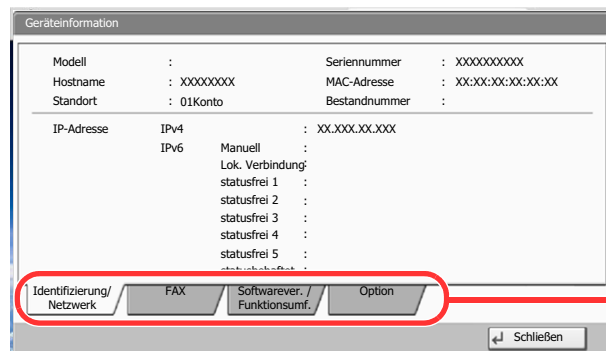 Geräteinformation
Modell : Seriennummer : XXXXXXXXXX
Hostname : XXXXXXXX MAC-Adresse : XX:XX:XX:XX:XX:XX
Standort : 01Konto Bestandnummer :
IP-Adresse IPv4 : XX.XXX.XX.XXX
IPv6 Manuell :
Lok. Verbindung:
statusfrei 1 :
statusfrei 2 :
statusfrei 3 :
statusfrei 4 :
statusfrei 5 :
statusbehaftet :
Identifizierung/ Netzwerk
FAX
Softwarever. / Funktionsumf.
Option
Schließen